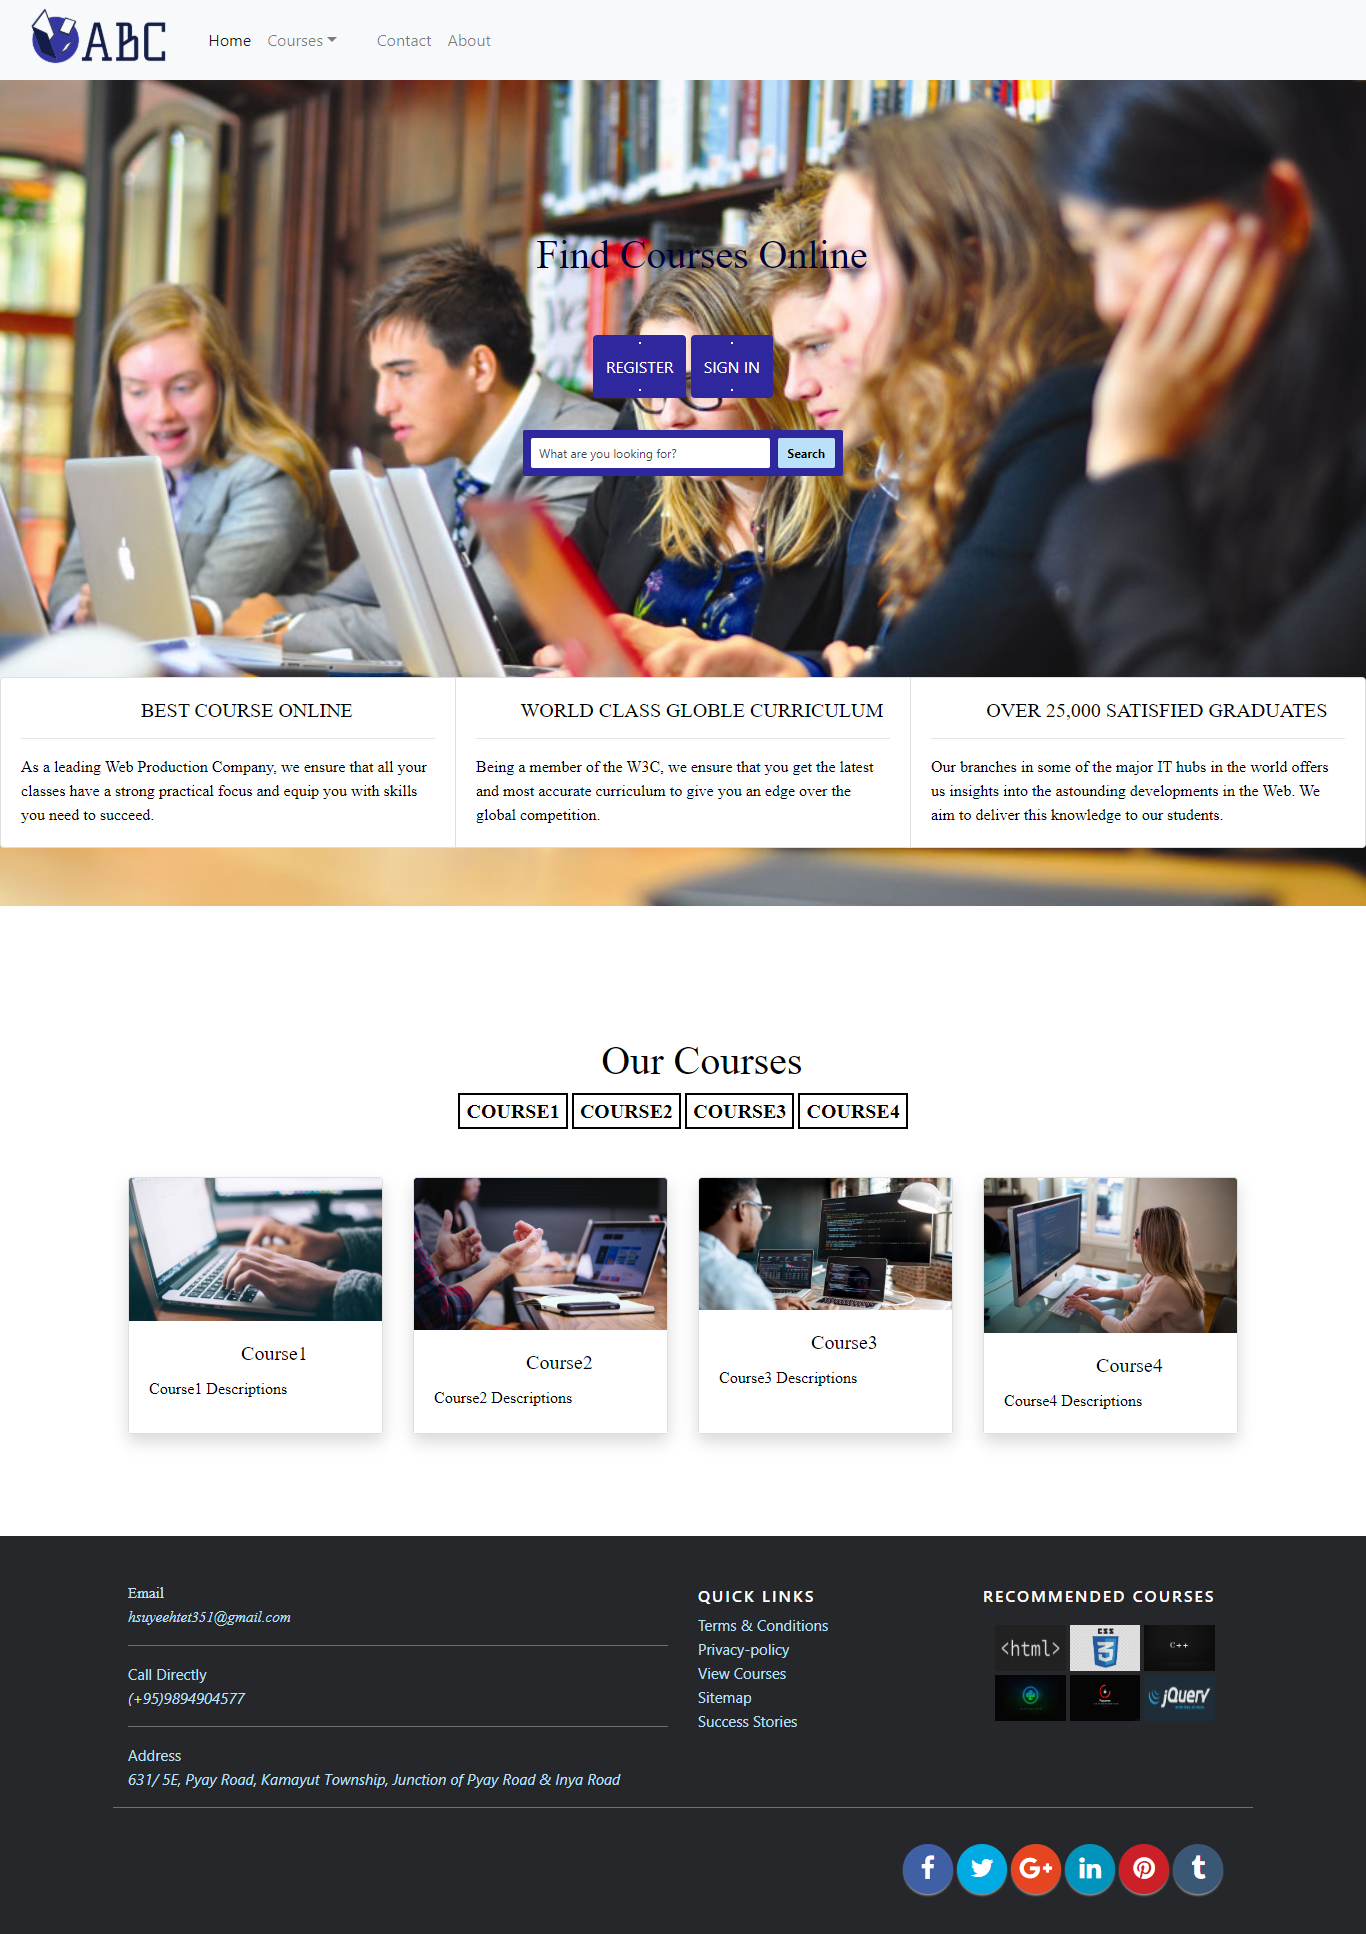 ABC
Home Courses Contact About
Find Courses Online
REGISTER SIGN IN
What are you looking for? Search
BEST COURSE ONLINE
As a leading Web Production Company, we ensure that all your
classes have a strong practical focus and equip you with skills
you need to succeed.
WORLD CLASS GLOBLE CURRICULUM
Being a member of the W3C, we ensure that you get the latest
and most accurate curriculum to give you an edge over the
global competition.
OVER 25,000 SATISFIED GRADUATES
Our branches in some of the major IT hubs in the world offers
us insights into the astounding developments in the Web. We
aim to deliver this knowledge to our students.
Our Courses
COURSE1 COURSE2 COURSE3 COURSE4
Course1
Course1 Descriptions
Course2
Course2 Descriptions
Course3
Course3 Descriptions
Course4
Course4 Descriptions
Email
hsuyeehtet351@gmail.com
Call Directly
(+95)9894904577
Address
631/ 5E, Pyay Road, Kamayut Township, Junction of Pyay Road & Inya Road
QUICK LINKS
Terms & Conditions
Privacy-policy
View Courses
Sitemap
Success Stories
RECOMMENDED COURSES
<html> CSS 3 C++
jQuery
f G+ in t